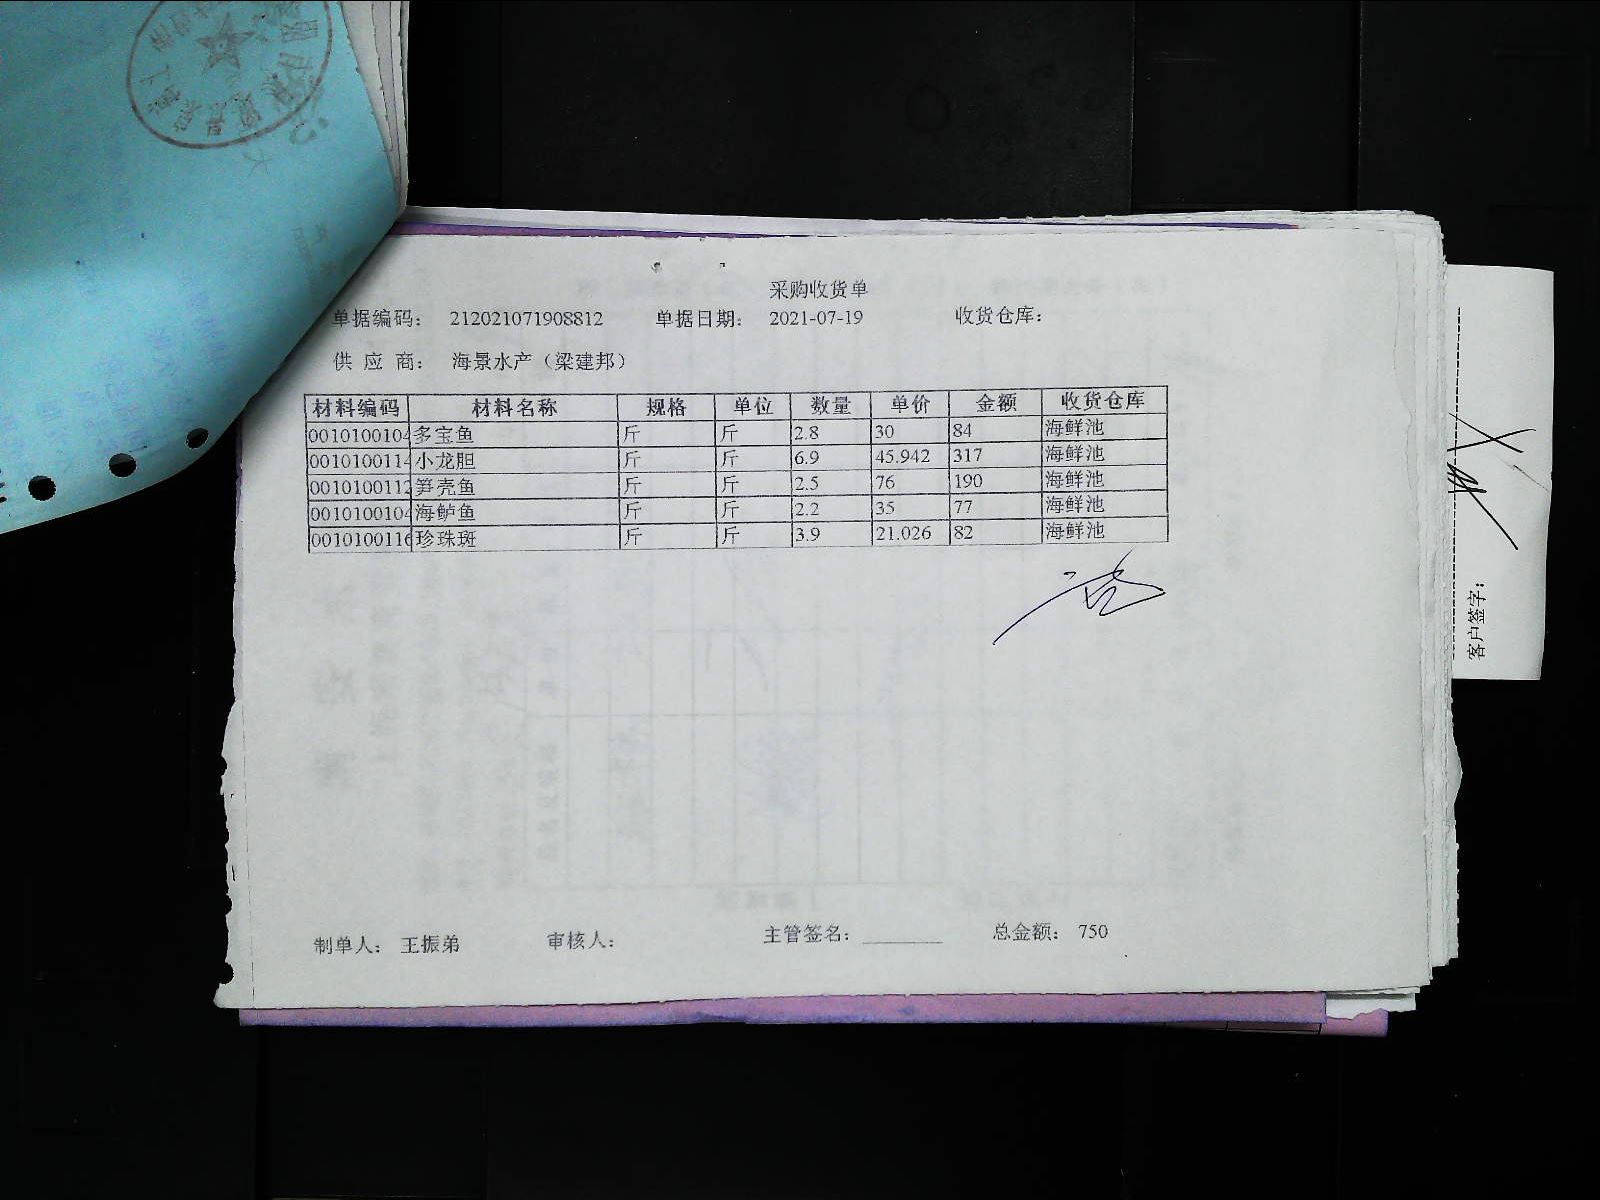 采购收货单
单据编码： 212021071908812 单据日期： 2021-07-19 收货仓库：
供 应 商： 海景水产（梁建邦）
材料编码 材料名称 规格 单位 数量 单价 金额 收货仓库
0010100104 多宝鱼 斤 斤 2.8 30 84 海鲜池
0010100114 小龙胆 斤 斤 6.9 45.942 317 海鲜池
0010100112 笋壳鱼 斤 斤 2.5 76 190 海鲜池
0010100104 海鲈鱼 斤 斤 2.2 35 77 海鲜池
0010100116 珍珠斑 斤 斤 3.9 21.026 82 海鲜池
制单人： 王振弟 审核人： 主管签名： 总金额： 750
客户签字：